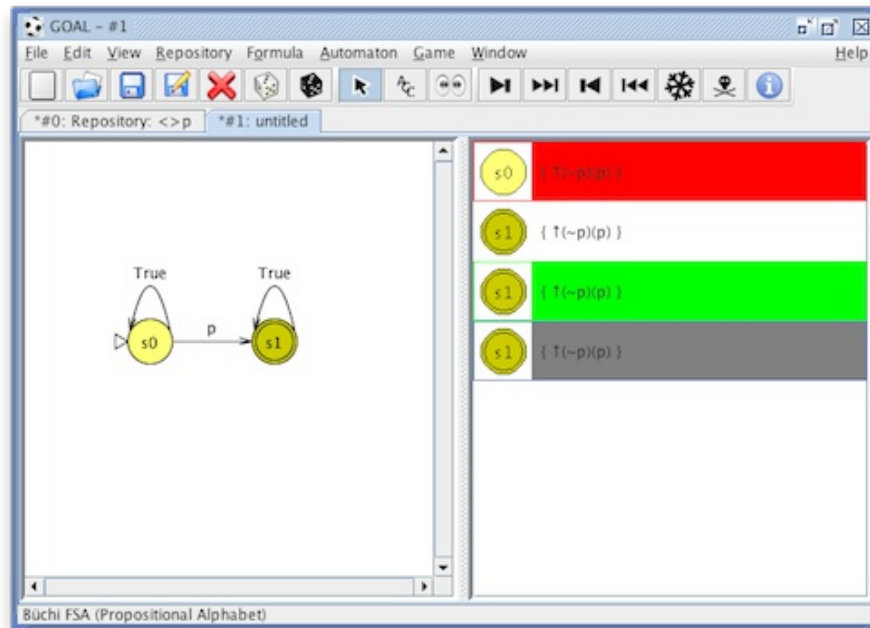 GOAL - #1
File Edit View Repository Formula Automaton Game Window Help
*#0: Repository: <>p *#1: untitled
True True
s0 p s1
s0 { ↑(~p)(p) }
s1 { ↑(~p)(p) }
s1 { ↑(~p)(p) }
s1 { ↑(~p)(p) }
Büchi FSA (Propositional Alphabet)